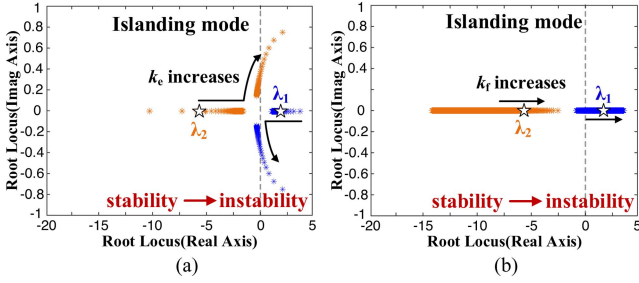 Islanding mode
1
0.8
0.6
0.4
0.2
0
-0.2
-0.4
-0.6
-0.8
-1
ke increases
λ1
λ2
stability → instability
-20
-15
-10
-5
0
5
Root Locus(Real Axis)
Root Locus(Imag Axis)
(a)
Islanding mode
1
0.8
0.6
0.4
0.2
0
-0.2
-0.4
-0.6
-0.8
-1
kf increases
λ1
λ2
stability → instability
-20
-15
-10
-5
0
5
Root Locus(Real Axis)
Root Locus(Imag Axis)
(b)